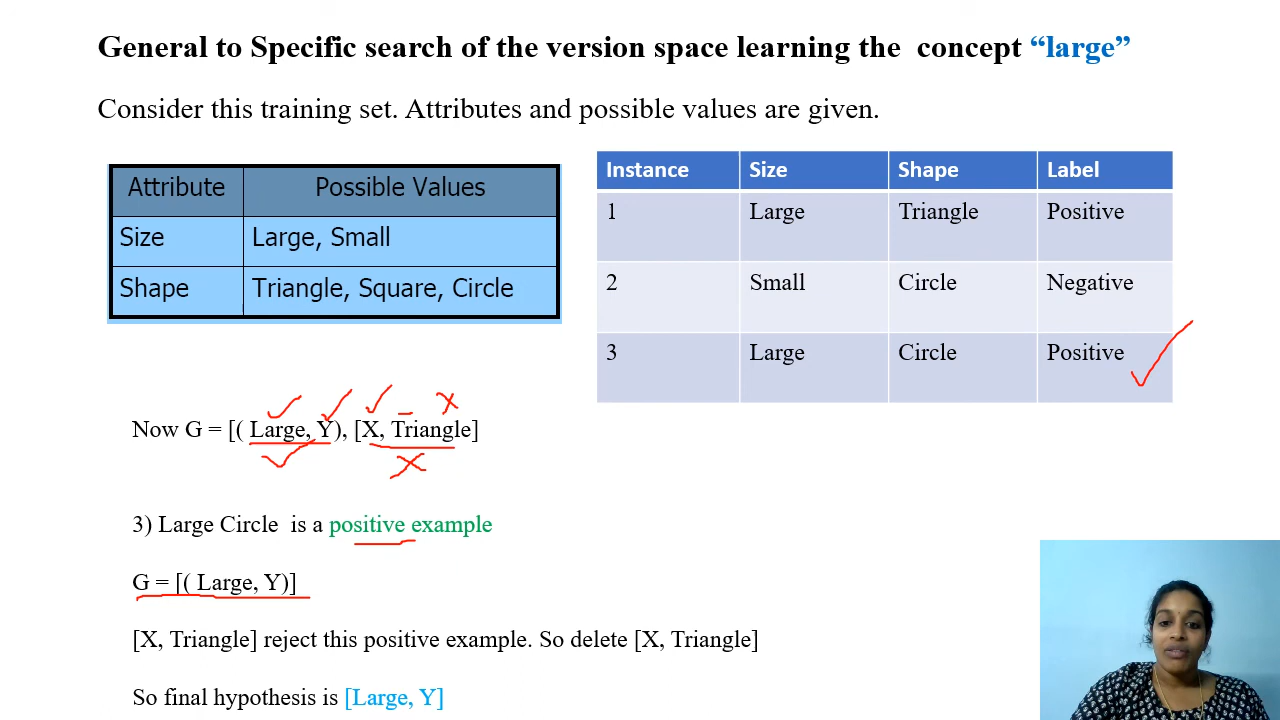 General to Specific search of the version space learning the concept “large”
Consider this training set. Attributes and possible values are given.
Attribute Possible Values
Size Large, Small
Shape Triangle, Square, Circle
Instance Size Shape Label
1 Large Triangle Positive
2 Small Circle Negative
3 Large Circle Positive
Now G = [( Large, Y), [X, Triangle]
3) Large Circle is a positive example
G = [( Large, Y)]
[X, Triangle] reject this positive example. So delete [X, Triangle]
So final hypothesis is [Large, Y]